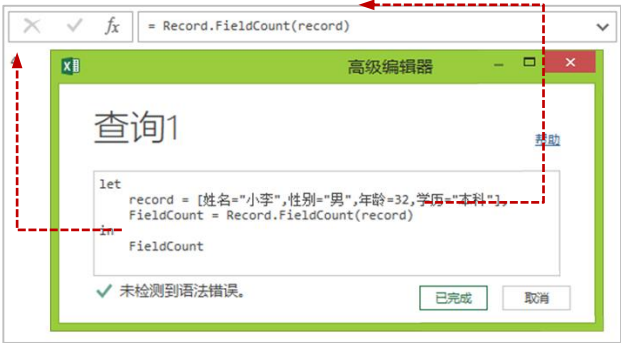 fx
= Record.FieldCount(record)
高级编辑器
查询1
帮助
let
record = [姓名="小李",性别="男",年龄=32,学历="本科"],
FieldCount = Record.FieldCount(record)
in
FieldCount
未检测到语法错误。
已完成
取消